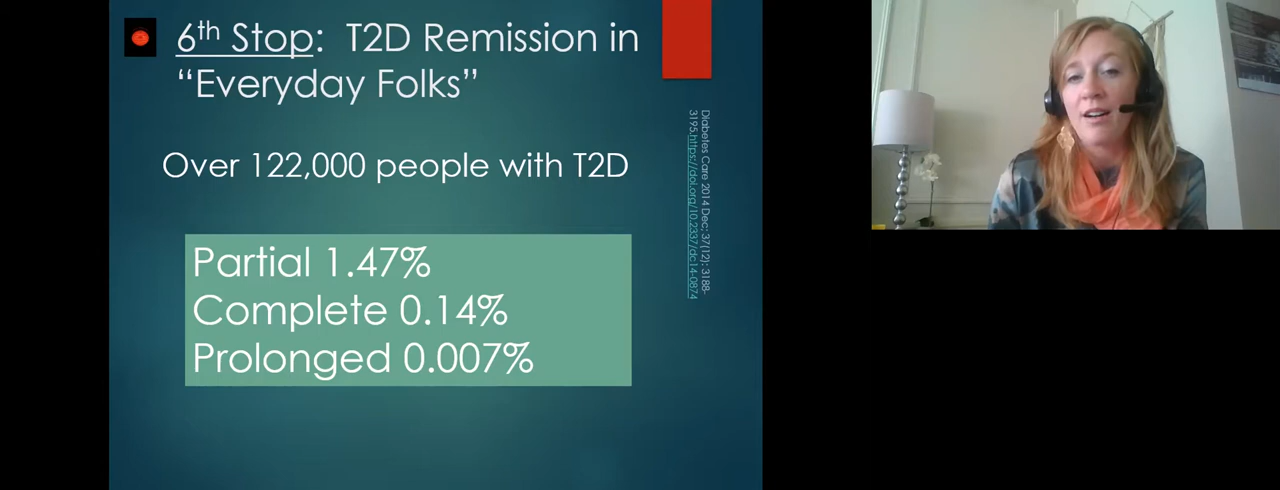 6th Stop: T2D Remission in
“Everyday Folks”
Over 122,000 people with T2D
Partial 1.47%
Complete 0.14%
Prolonged 0.007%
Diabetes Care 2014 Dec; 37(12): 3188-
3195.https://doi.org/10.2337/dc14-0874